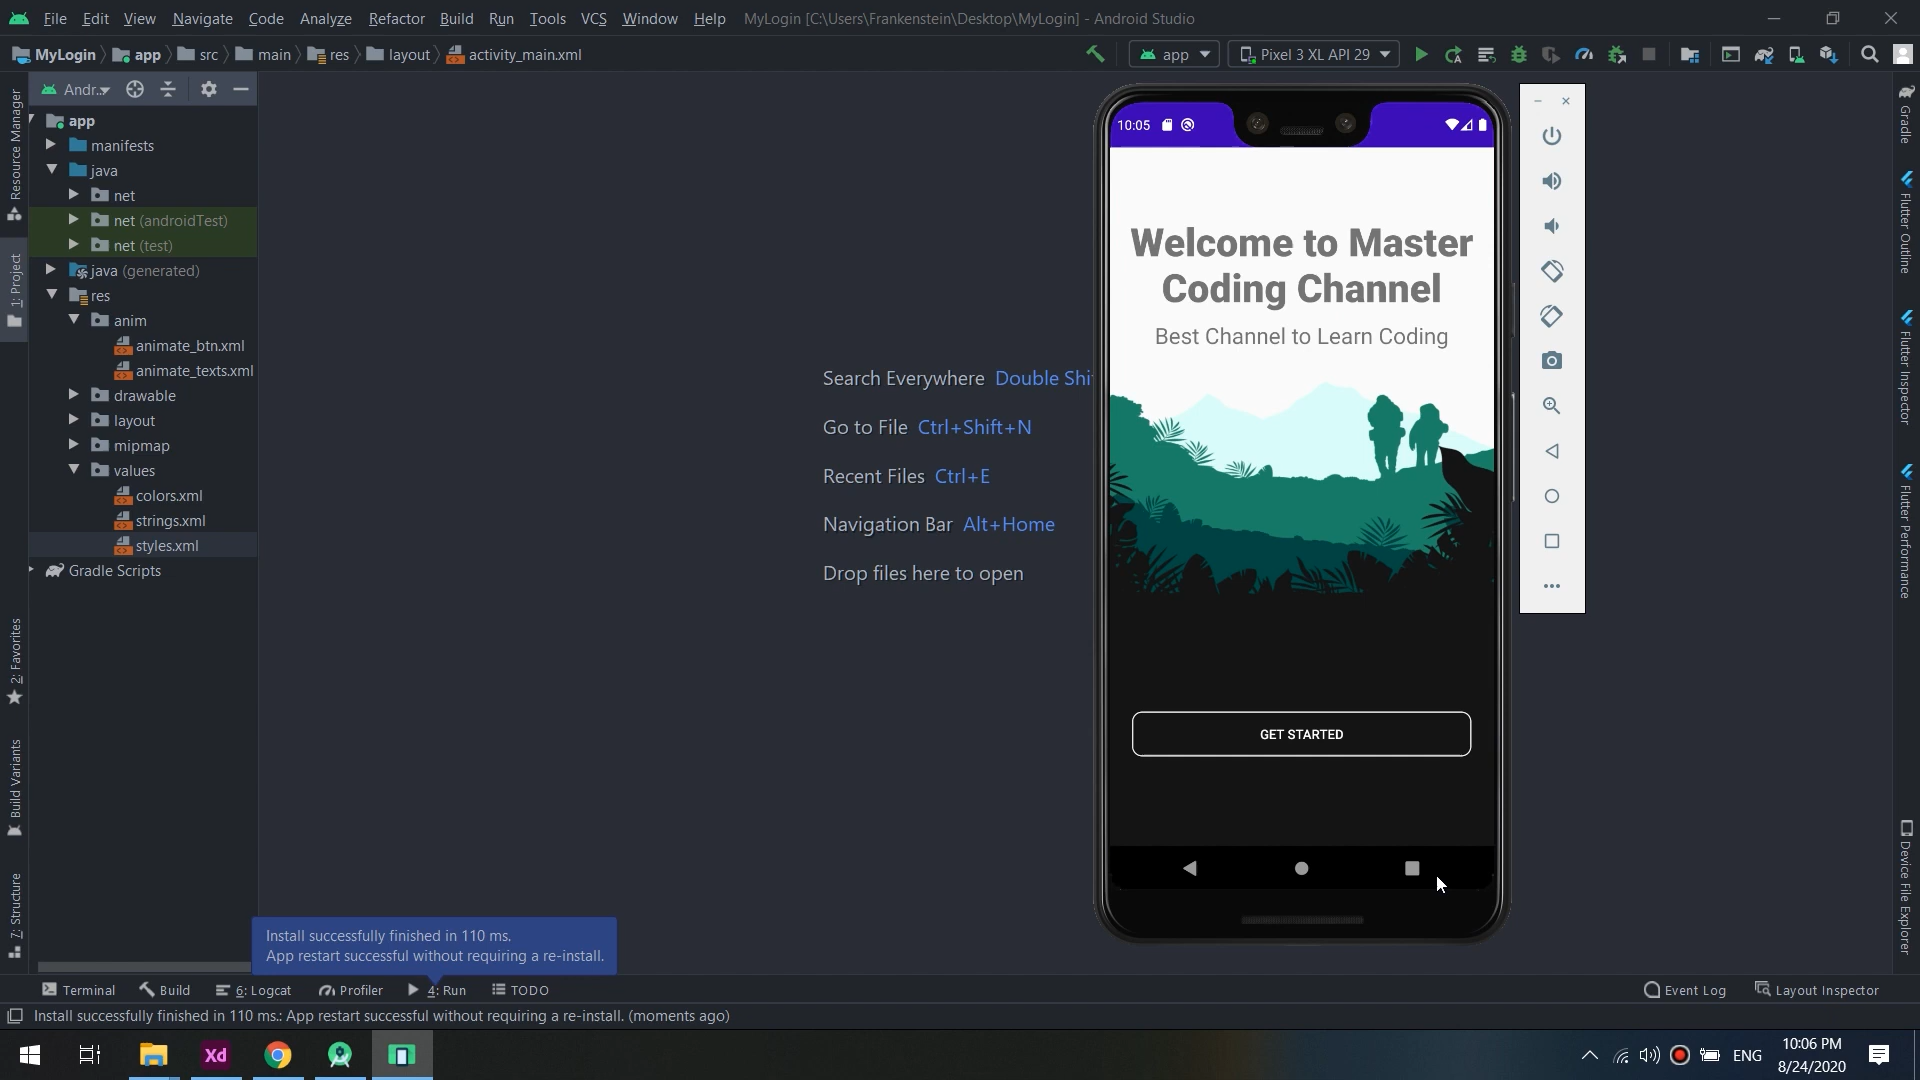 File Edit View Navigate Code Analyze Refactor Build Run Tools VCS Window Help MyLogin [C:\Users\Frankenstein\Desktop\MyLogin] - Android Studio
MyLogin app src main res layout activity_main.xml app Pixel 3 XL API 29
Andr..
app
manifests
java
net
net (androidTest)
net (test)
java (generated)
res
anim
animate_btn.xml
animate_texts.xml
drawable
layout
mipmap
values
colors.xml
strings.xml
styles.xml
Gradle Scripts
Resource Manager
1: Project
2: Favorites
Build Variants
7: Structure
Search Everywhere Double Shi
Go to File Ctrl+Shift+N
Recent Files Ctrl+E
Navigation Bar Alt+Home
Drop files here to open
10:05
Welcome to Master
Coding Channel
Best Channel to Learn Coding
GET STARTED
Gradle
Flutter Outline
Flutter Inspector
Flutter Performance
Device File Explorer
Install successfully finished in 110 ms.
App restart successful without requiring a re-install.
Terminal Build 6: Logcat Profiler 4: Run TODO Event Log Layout Inspector
Install successfully finished in 110 ms.: App restart successful without requiring a re-install. (moments ago)
Xd ENG 10:06 PM
8/24/2020